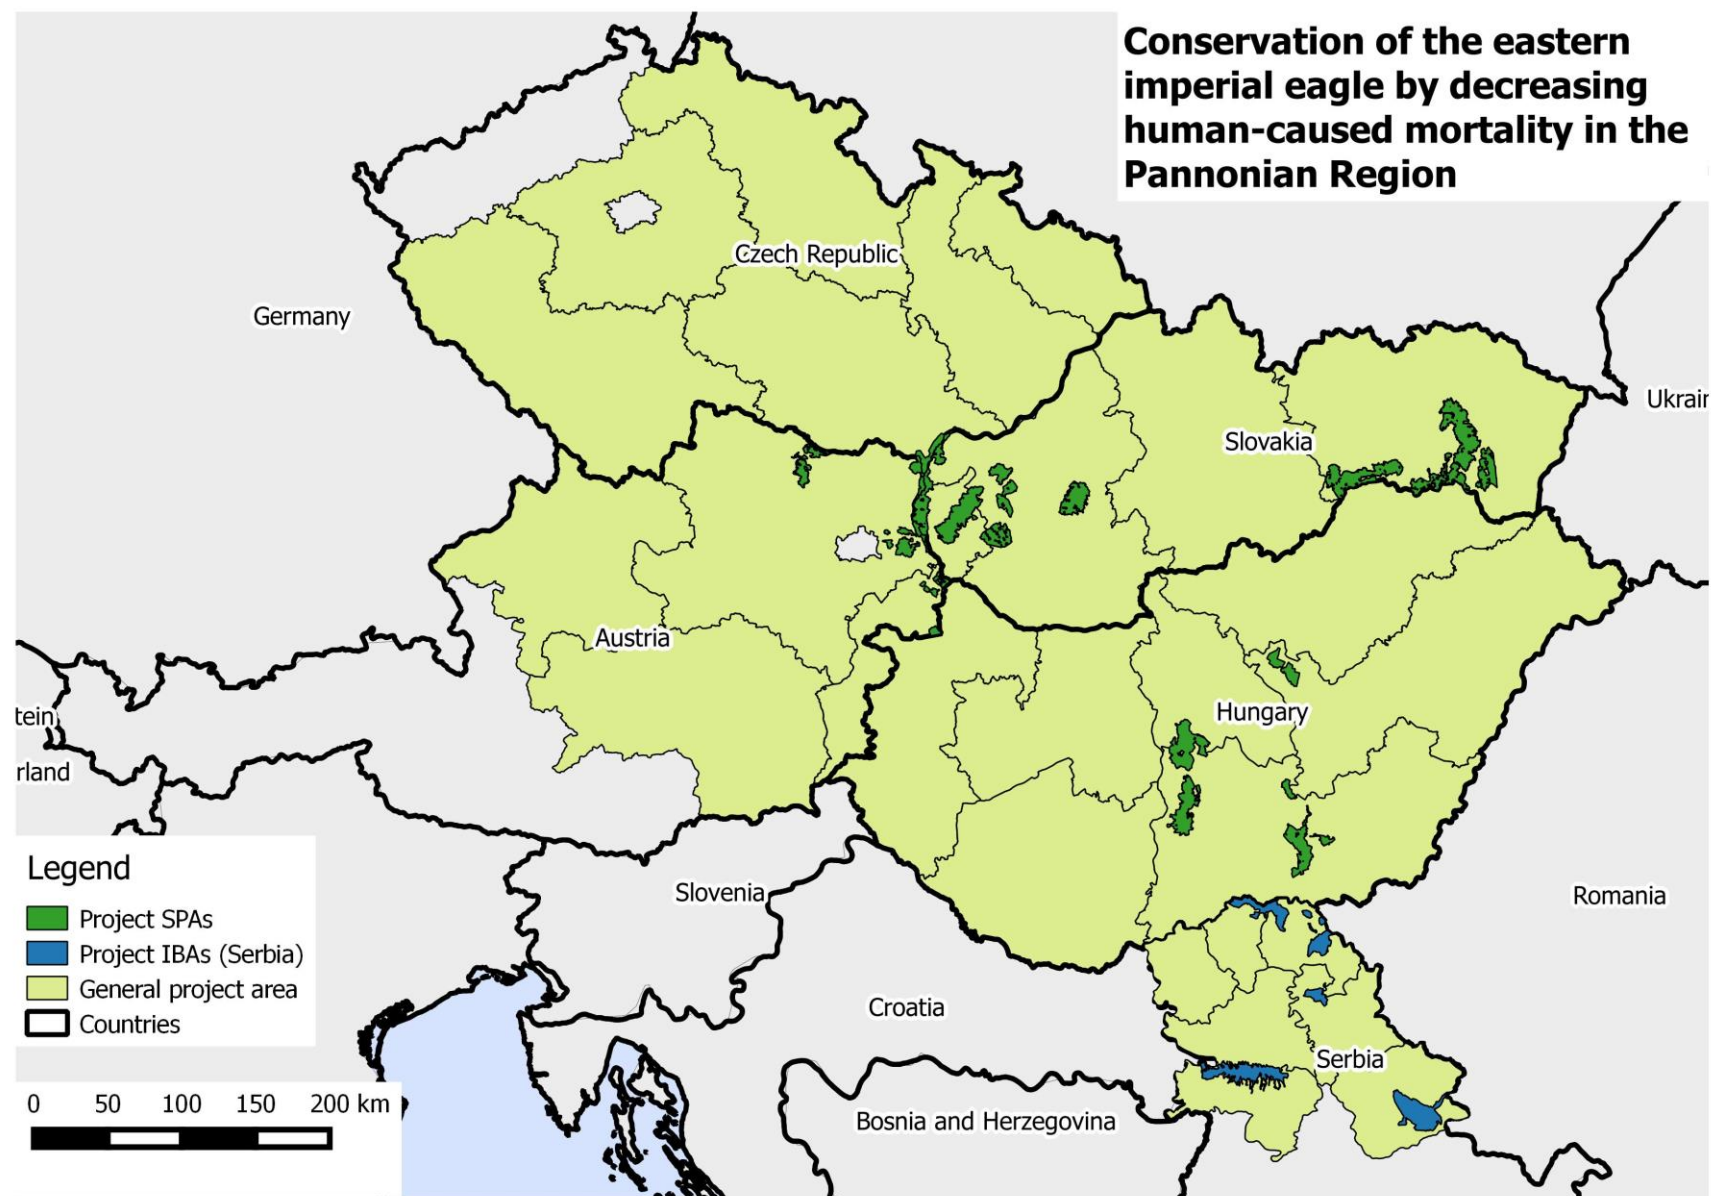 Conservation of the eastern
imperial eagle by decreasing
human-caused mortality in the
Pannonian Region
Czech Republic
Germany
Ukrair
Slovakia
Austria
Hungary
tein
rland
Slovenia
Romania
Croatia
Serbia
Bosnia and Herzegovina
Legend
Project SPAs
Project IBAs (Serbia)
General project area
Countries
0 50 100 150 200 km